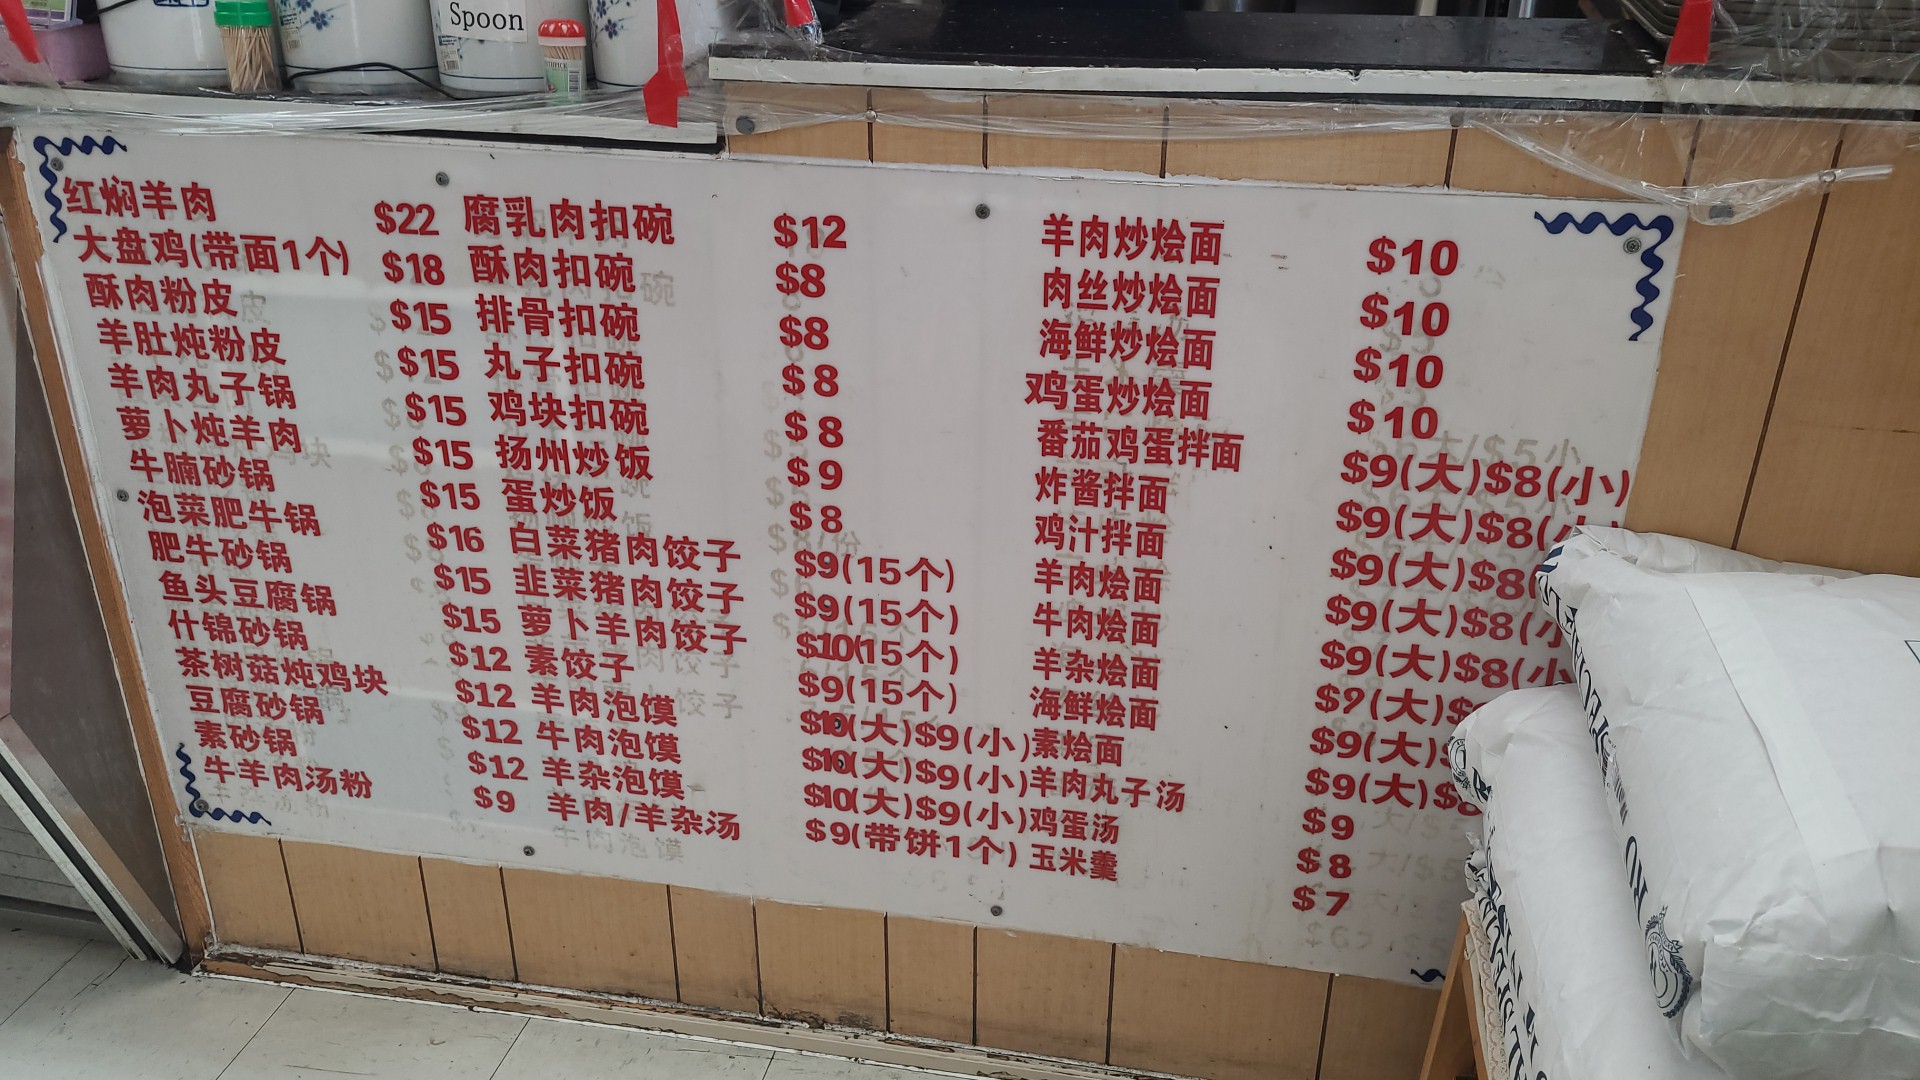 Spoon
红焖羊肉 $22
大盘鸡(带面1个) $18
酥肉粉皮 $15
羊肚炖粉皮 $15
羊肉丸子锅 $15
萝卜炖羊肉 $15
牛腩砂锅 $15
泡菜肥牛锅 $16
肥牛砂锅 $15
鱼头豆腐锅 $15
什锦砂锅 $12
茶树菇炖鸡块 $12
豆腐砂锅 $12
素砂锅 $12
牛羊肉汤粉 $9
腐乳肉扣碗 $12
酥肉扣碗 $8
排骨扣碗 $8
丸子扣碗 $8
鸡块扣碗 $8
扬州炒饭 $9
蛋炒饭 $8
白菜猪肉饺子 $9(15个)
韭菜猪肉饺子 $9(15个)
萝卜羊肉饺子 $10(15个)
素饺子 $9(15个)
羊肉泡馍 $10(大)$9(小)
牛肉泡馍 $10(大)$9(小)
羊杂泡馍 $10(大)$9(小)
羊肉/羊杂汤 $9(带饼1个)
羊肉炒烩面 $10
肉丝炒烩面 $10
海鲜炒烩面 $10
鸡蛋炒烩面 $10
番茄鸡蛋拌面 $9(大)$8(小)
炸酱拌面 $9(大)$8(小)
鸡汁拌面 $9(大)$8(
羊肉烩面 $9(大)$8(小
牛肉烩面 $9(大)$8(小
羊杂烩面 $9(大)$
海鲜烩面 $9(大)$
素烩面 $9(大)$8
羊肉丸子汤 $9
鸡蛋汤 $8
玉米羹 $7